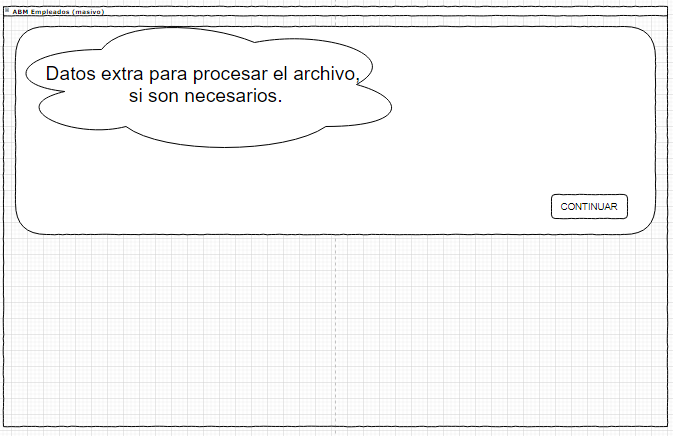 ABM Empleados (masivo)
Datos extra para procesar el archivo,
si son necesarios.
CONTINUAR